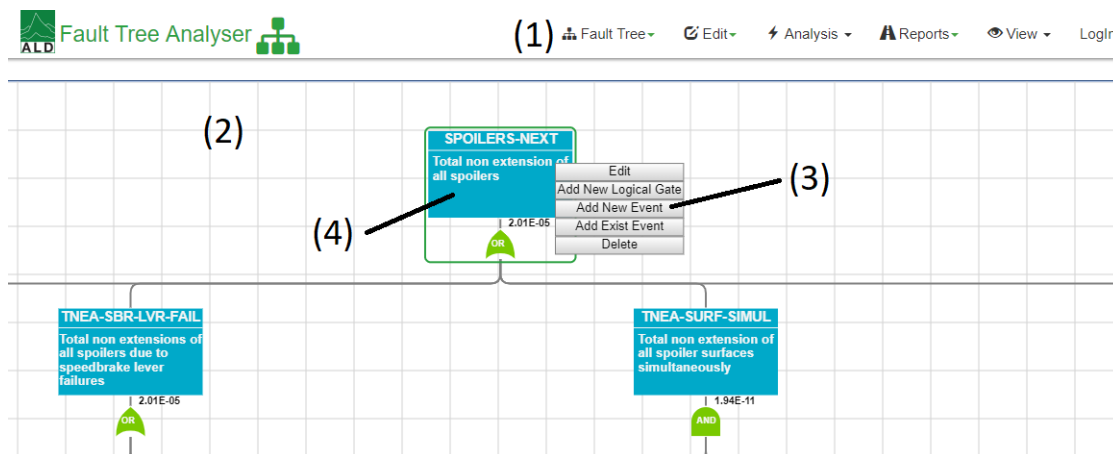 ALD
Fault Tree Analyser
(1) Fault Tree Edit Analysis Reports View LogIn
(2)
SPOILERS-NEXT
Total non extension of
all spoilers
Edit
Add New Logical Gate
Add New Event
Add Exist Event
Delete
(3)
(4)
2.01E-05
OR
TNEA-SBR-LVR-FAIL
Total non extensions of
all spoilers due to
speedbrake lever
failures
2.01E-05
OR
TNEA-SURF-SIMUL
Total non extension of
all spoiler surfaces
simultaneously
1.94E-11
AND